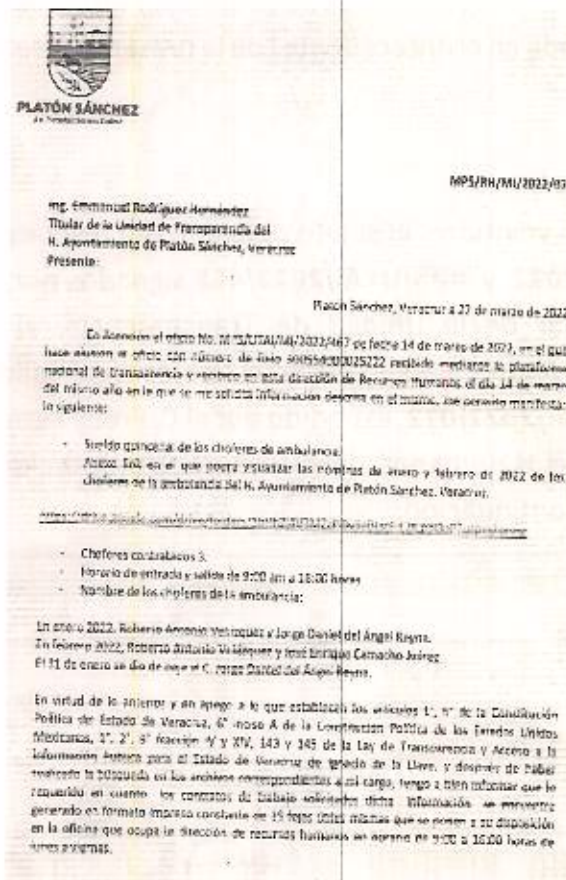 PLATÓN SÁNCHEZ
MPS/RH/MI/2022/03
Ing. Emmanuel Rodríguez Hernández
Titular de la Unidad de Transparencia del
H. Ayuntamiento de Platón Sánchez, Veracruz
Presente:
Platón Sánchez, Veracruz a 22 de marzo de 2022
En Atención al oficio No. de fecha 14 de marzo de 2022, en el que
hace alusión el oficio con número de folio recibido mediante la plataforma
nacional de transparencia y recibido en esta dirección de Recursos Humanos el día 14 de marzo
del mismo año en la que se me solicita información descrita en el mismo, me permito manifestar
lo siguiente:
- Sueldo quincenal de los choferes de ambulancia.
Anexo link en el que podrá visualizar las nóminas de enero y febrero de 2022 de los
choferes de la ambulancia del H. Ayuntamiento de Platón Sánchez, Veracruz.
- Choferes contratados 3.
- Horario de entrada y salida de 9:00 am a 16:00 horas
- Nombre de los choferes de la ambulancia:
En enero 2022, Roberto Antonio Velázquez y Jorge Daniel del Ángel Reyna.
En febrero 2022, Roberto Antonio Velázquez y José Enrique Camacho Juárez
El 31 de enero se dio de baja el C. Jorge Daniel del Ángel Reyna.
En virtud de lo anterior y en apego a lo que establecen los artículos 1°, 6° de la Constitución
Política del Estado de Veracruz, 6° inciso A de la Constitución Política de los Estados Unidos
Mexicanos, 1°, 2°, 3° fracción IV y XIV, 143 y 145 de la Ley de Transparencia y Acceso a la
Información Pública para el Estado de Veracruz de Ignacio de la Llave, y después de haber
realizado la búsqueda en los archivos correspondientes a mi cargo, tengo a bien informar que lo
requerido en cuanto los contratos de trabajo solicitados dicha información se encuentra
generado en formato impreso constante de 19 fojas útiles mismas que se ponen a su disposición
en la oficina que ocupa la dirección de recursos humanos en horario de 9:00 a 16:00 horas de
lunes a viernes.